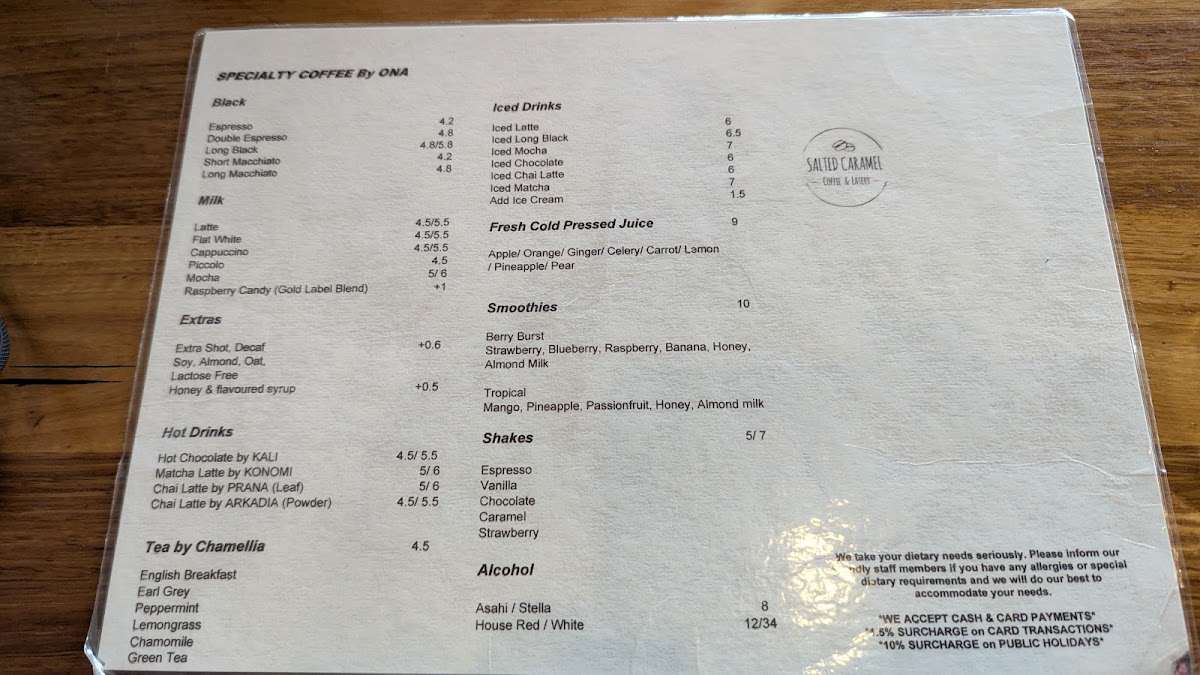 SPECIALTY COFFEE By ONA
Black
Espresso 4.2
Double Espresso 4.8
Long Black 4.8/5.8
Short Macchiato 4.2
Long Macchiato 4.8
Milk
Latte 4.5/5.5
Flat White 4.5/5.5
Cappuccino 4.5/5.5
Piccolo 4.5
Mocha 5/ 6
Raspberry Candy (Gold Label Blend) +1
Extras
Extra Shot, Decaf +0.6
Soy, Almond, Oat,
Lactose Free
Honey & flavoured syrup +0.5
Hot Drinks
Hot Chocolate by KALI 4.5/ 5.5
Matcha Latte by KONOMI 5/ 6
Chai Latte by PRANA (Leaf) 5/ 6
Chai Latte by ARKADIA (Powder) 4.5/ 5.5
Tea by Chamellia 4.5
English Breakfast
Earl Grey
Peppermint
Lemongrass
Chamomile
Green Tea
Iced Drinks
Iced Latte 6
Iced Long Black 6.5
Iced Mocha 7
Iced Chocolate 6
Iced Chai Latte 6
Iced Matcha 7
Add Ice Cream 1.5
Fresh Cold Pressed Juice 9
Apple/ Orange/ Ginger/ Celery/ Carrot/ Lemon
/ Pineapple/ Pear
Smoothies 10
Berry Burst
Strawberry, Blueberry, Raspberry, Banana, Honey,
Almond Milk
Tropical
Mango, Pineapple, Passionfruit, Honey, Almond milk
Shakes 5/ 7
Espresso
Vanilla
Chocolate
Caramel
Strawberry
Alcohol
Asahi / Stella 8
House Red / White 12/34
SALTED CARAMEL
COFFEE & EATERY
We take your dietary needs seriously. Please inform our
friendly staff members if you have any allergies or special
dietary requirements and we will do our best to
accommodate your needs.
*WE ACCEPT CASH & CARD PAYMENTS*
*1.5% SURCHARGE on CARD TRANSACTIONS*
*10% SURCHARGE on PUBLIC HOLIDAYS*